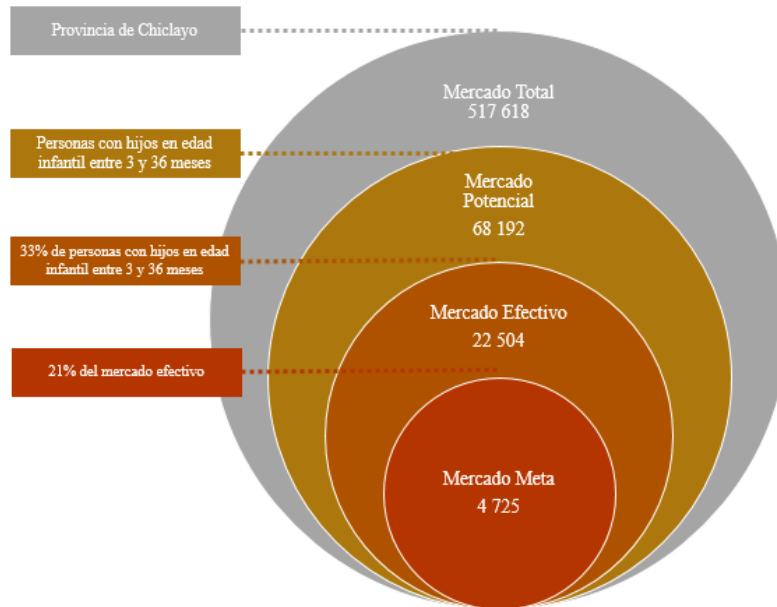 Provincia de Chiclayo
Mercado Total
517 618
Personas con hijos en edad
infantil entre 3 y 36 meses
Mercado
Potencial
68 192
33% de personas con hijos en edad
infantil entre 3 y 36 meses
Mercado Efectivo
22 504
21% del mercado efectivo
Mercado Meta
4 725